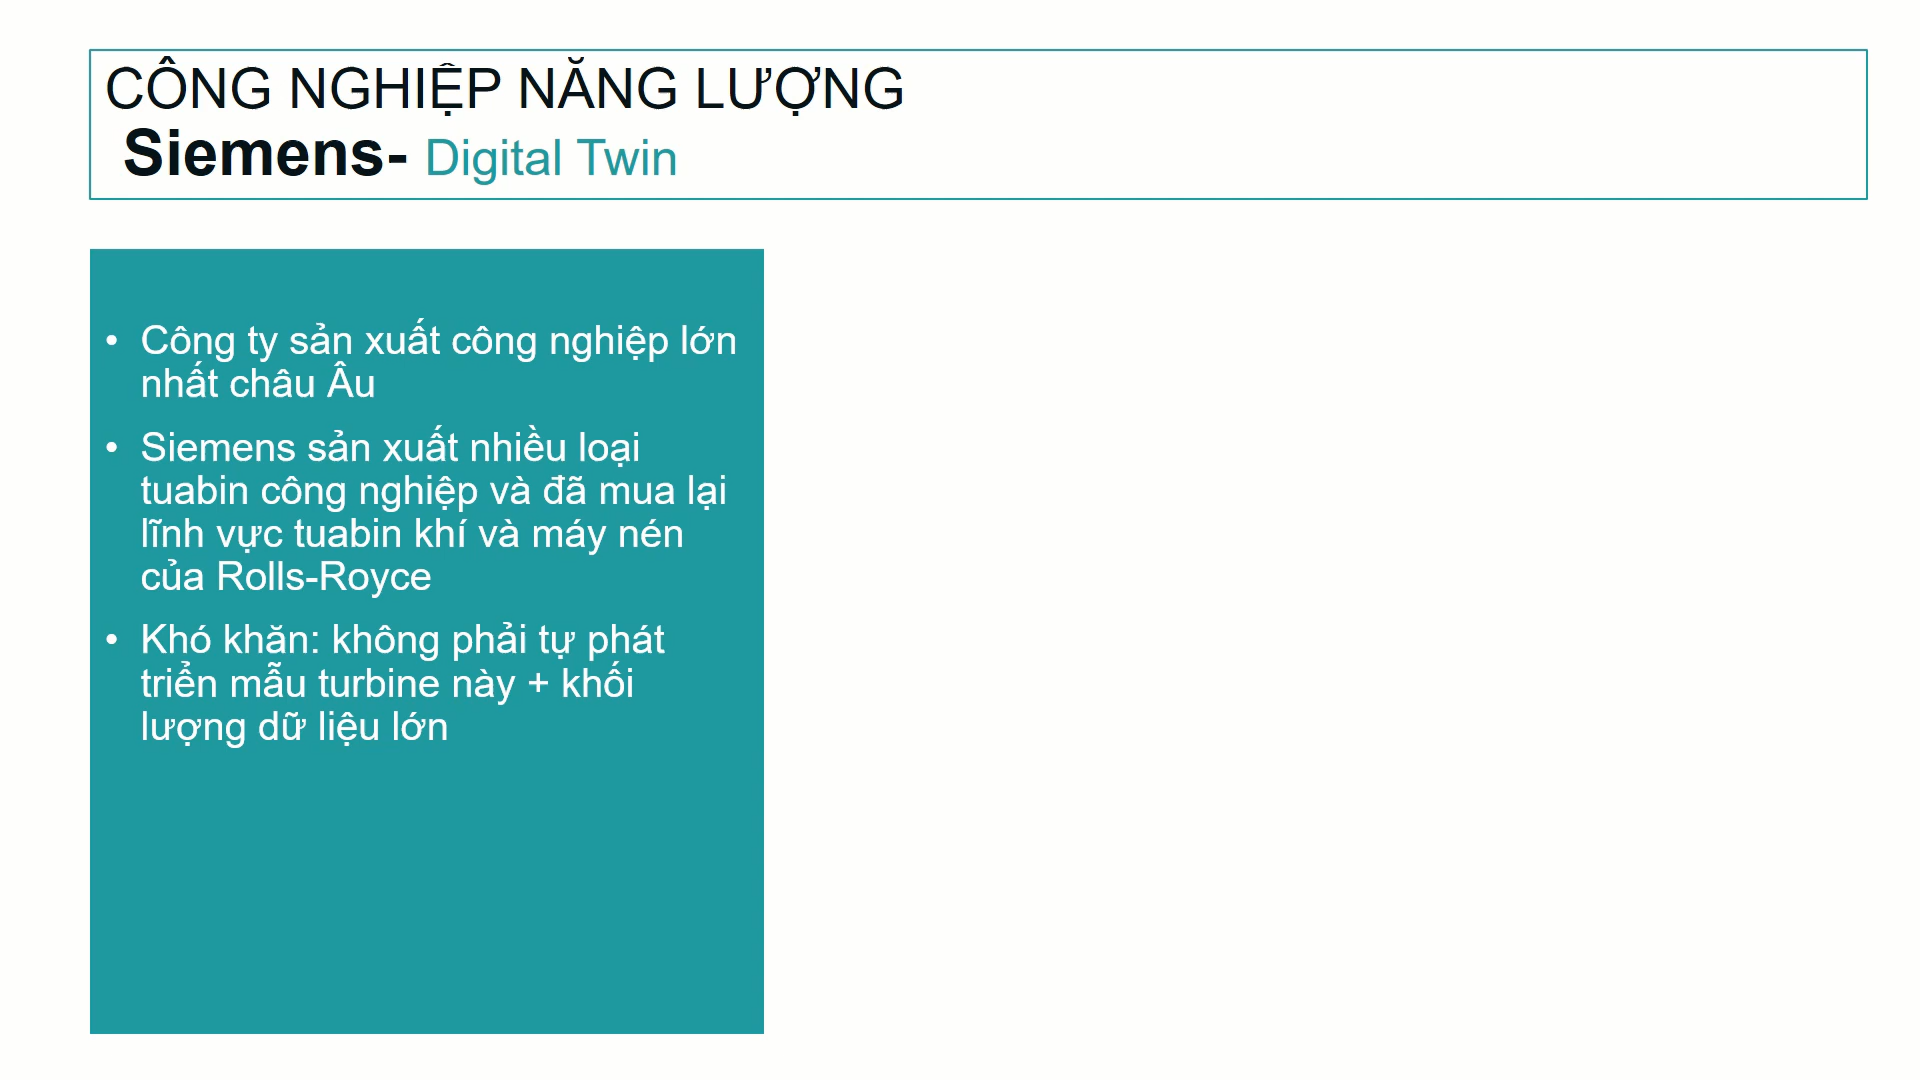 CÔNG NGHIỆP NĂNG LƯỢNG
Siemens- Digital Twin
• Công ty sản xuất công nghiệp lớn
nhất châu Âu
• Siemens sản xuất nhiều loại
tuabin công nghiệp và đã mua lại
lĩnh vực tuabin khí và máy nén
của Rolls-Royce
• Khó khăn: không phải tự phát
triển mẫu turbine này + khối
lượng dữ liệu lớn